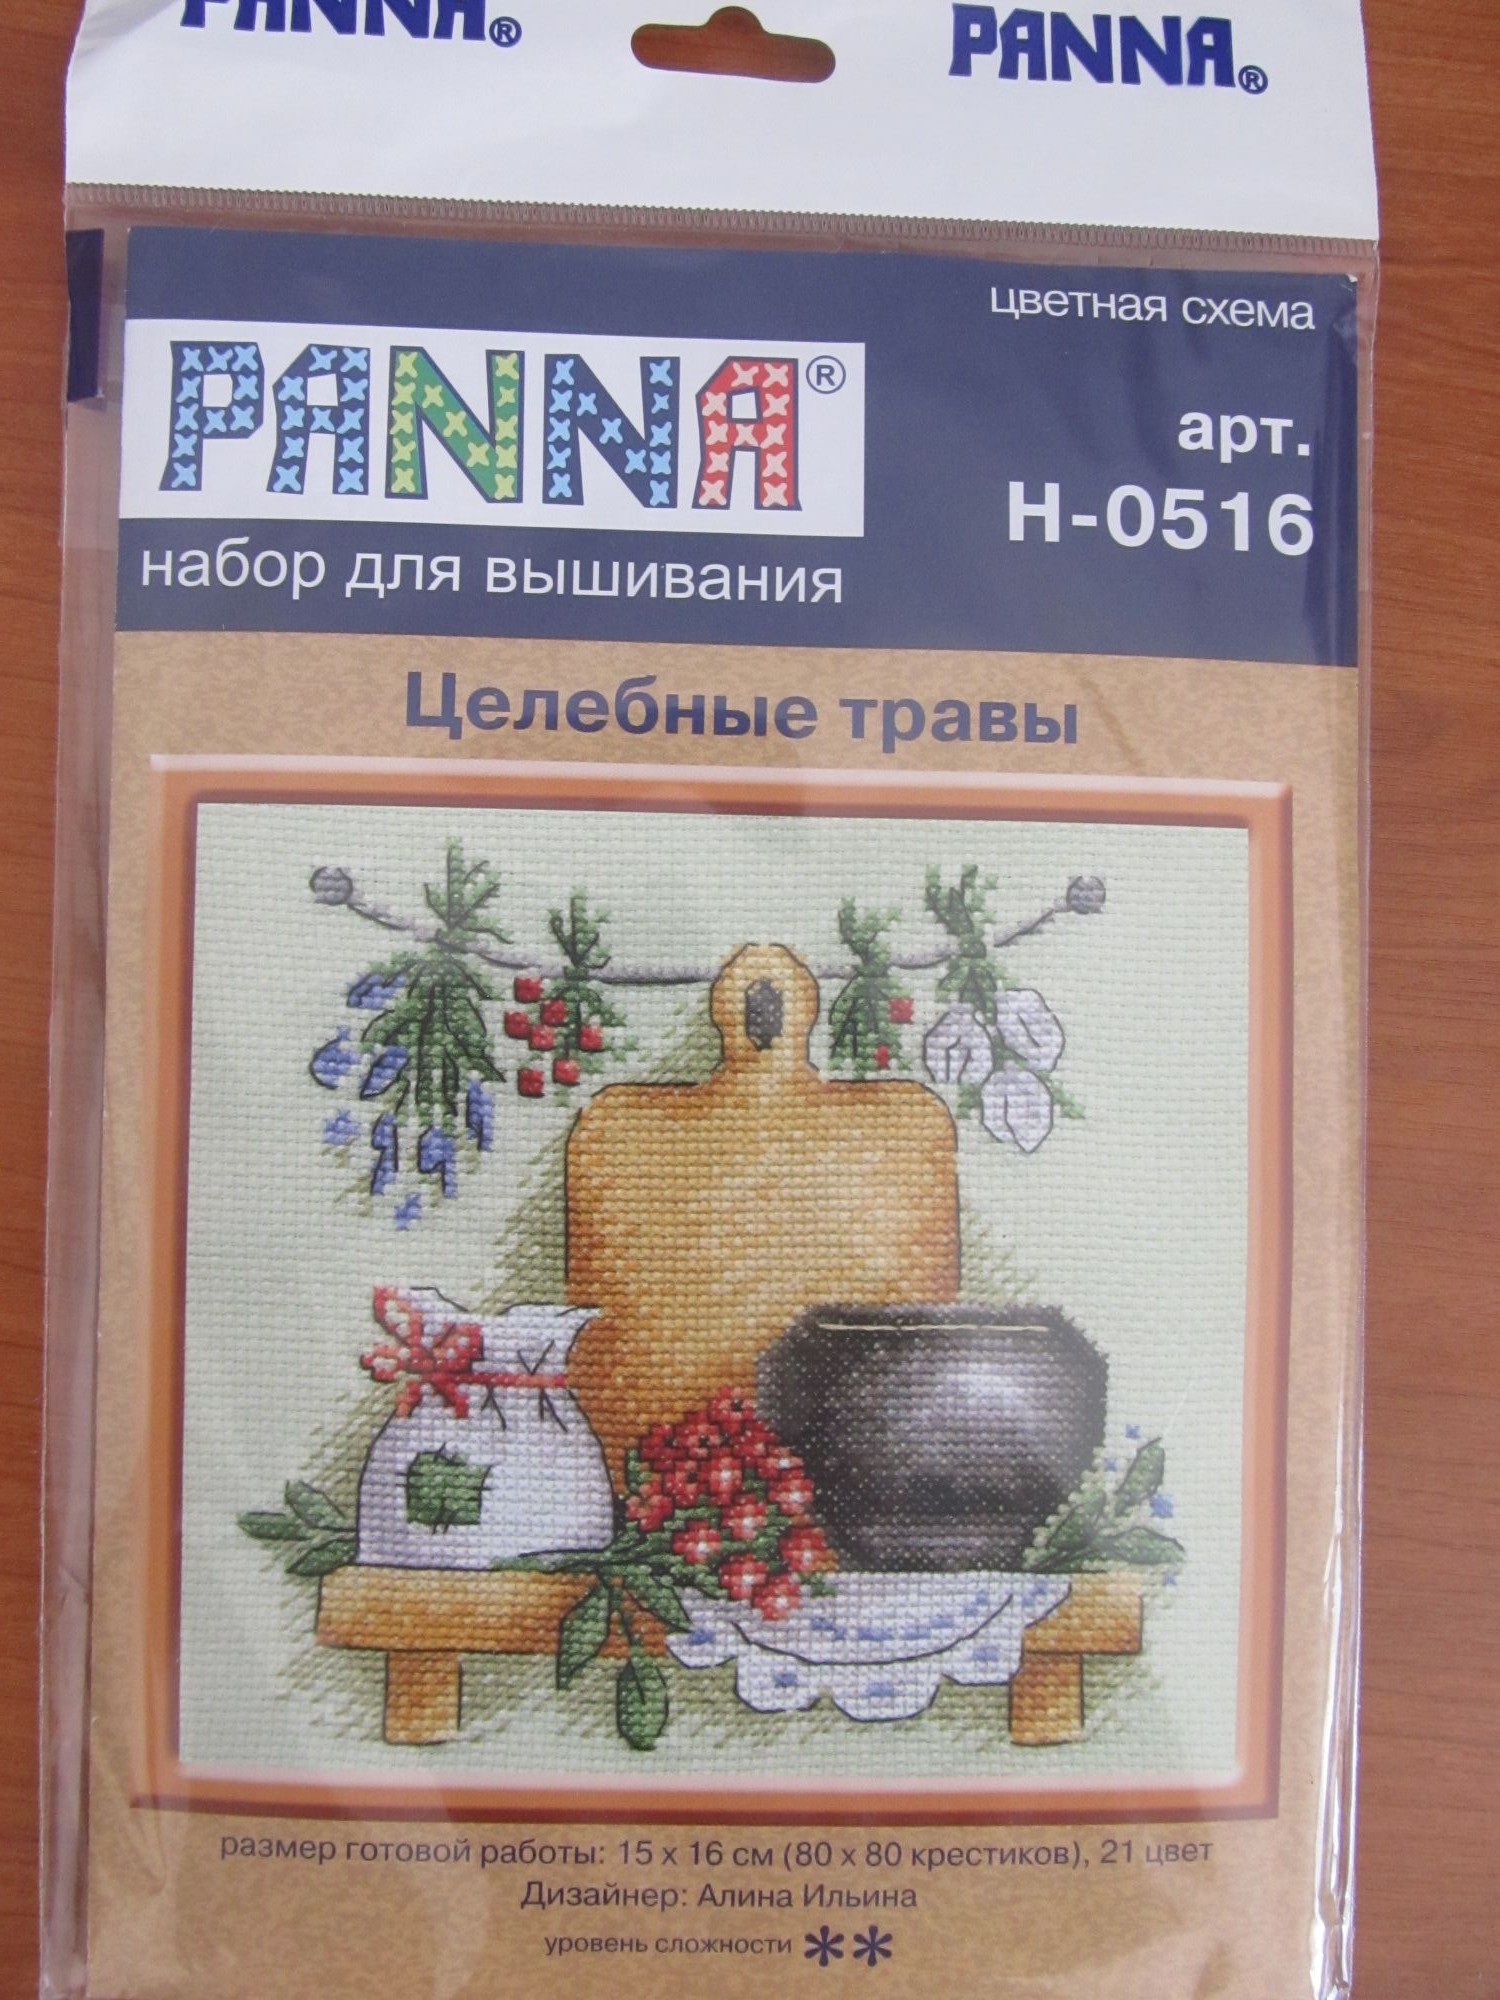 PANNA® PANNA®
цветная схема
PANNA®
арт.
Н-0516
набор для вышивания
Целебные травы
размер готовой работы: 15 х 16 см (80 х 80 крестиков), 21 цвет
Дизайнер: Алина Ильина
уровень сложности **